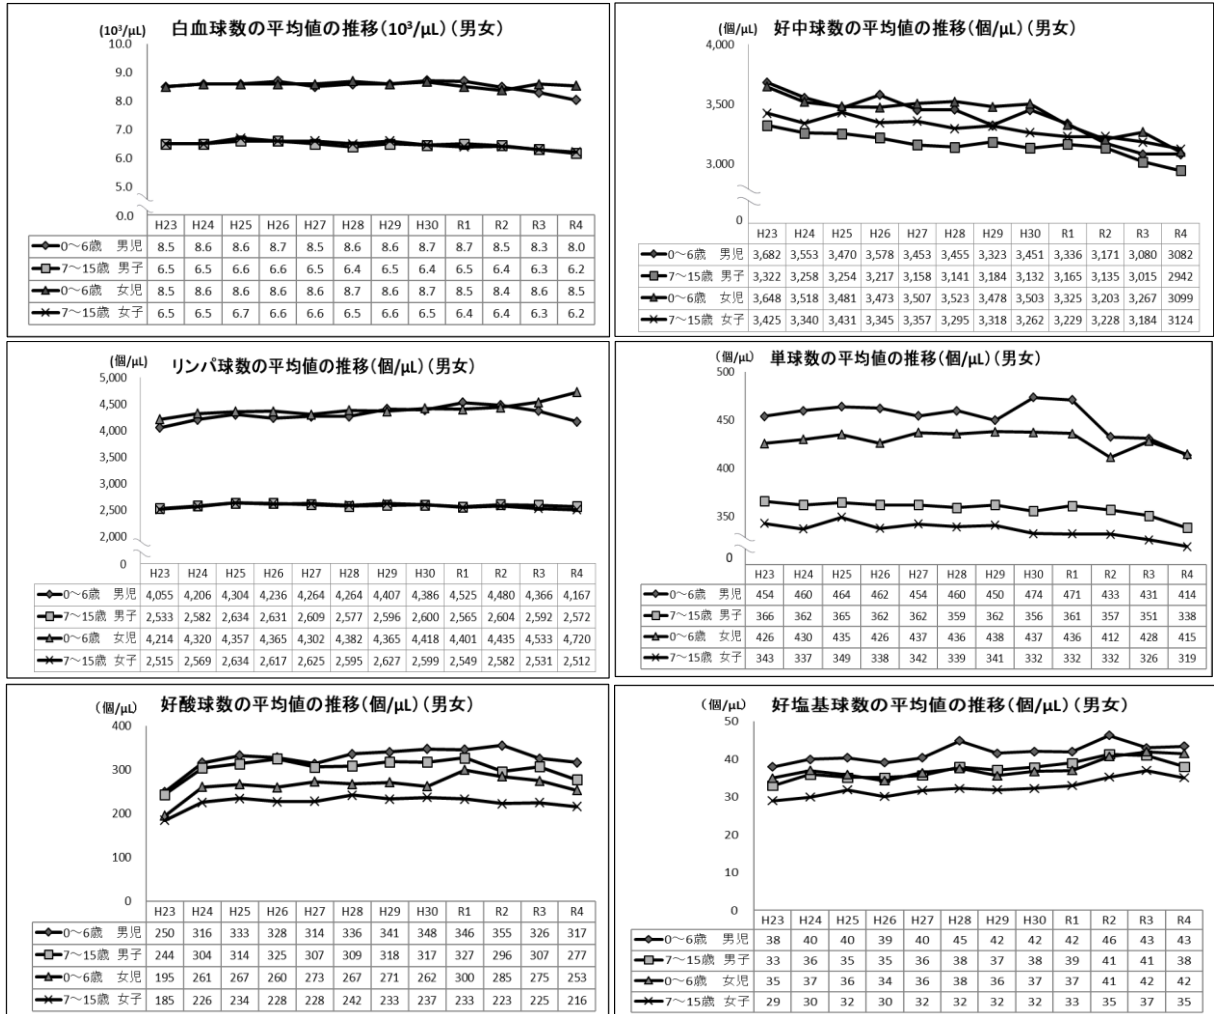 白血球数の平均値の推移(10³/μL)(男女)
(10³/μL)
10.0
9.0
8.0
7.0
6.0
5.0
0.0
H23 H24 H25 H26 H27 H28 H29 H30 R1 R2 R3 R4
0～6歳 男児 8.5 8.6 8.6 8.7 8.5 8.6 8.6 8.7 8.7 8.5 8.3 8.0
7～15歳 男子 6.5 6.5 6.6 6.6 6.5 6.4 6.5 6.4 6.5 6.4 6.3 6.2
0～6歳 女児 8.5 8.6 8.6 8.6 8.6 8.7 8.6 8.7 8.5 8.4 8.6 8.5
7～15歳 女子 6.5 6.5 6.7 6.6 6.6 6.5 6.6 6.5 6.4 6.4 6.3 6.2
好中球数の平均値の推移(個/μL)(男女)
(個/μL)
4,000
3,500
3,000
0
H23 H24 H25 H26 H27 H28 H29 H30 R1 R2 R3 R4
0～6歳 男児 3,682 3,553 3,470 3,578 3,453 3,455 3,323 3,451 3,336 3,171 3,080 3082
7～15歳 男子 3,322 3,258 3,254 3,217 3,158 3,141 3,184 3,132 3,165 3,135 3,015 2942
0～6歳 女児 3,648 3,518 3,481 3,473 3,507 3,523 3,478 3,503 3,325 3,203 3,267 3099
7～15歳 女子 3,425 3,340 3,431 3,345 3,357 3,295 3,318 3,262 3,229 3,228 3,184 3124
リンパ球数の平均値の推移(個/μL)(男女)
(個/μL)
5,000
4,500
4,000
3,500
3,000
2,500
2,000
0
H23 H24 H25 H26 H27 H28 H29 H30 R1 R2 R3 R4
0～6歳 男児 4,055 4,206 4,304 4,236 4,264 4,264 4,407 4,386 4,525 4,480 4,366 4,167
7～15歳 男子 2,533 2,582 2,634 2,631 2,609 2,577 2,596 2,600 2,565 2,604 2,592 2,572
0～6歳 女児 4,214 4,320 4,357 4,365 4,302 4,382 4,365 4,418 4,401 4,435 4,533 4,720
7～15歳 女子 2,515 2,569 2,634 2,617 2,625 2,595 2,627 2,599 2,549 2,582 2,531 2,512
単球数の平均値の推移(個/μL)(男女)
(個/μL)
500
450
400
350
0
H23 H24 H25 H26 H27 H28 H29 H30 R1 R2 R3 R4
0～6歳 男児 454 460 464 462 454 460 450 474 471 433 431 414
7～15歳 男子 366 362 365 362 362 359 362 356 361 357 351 338
0～6歳 女児 426 430 435 426 437 436 438 437 436 412 428 415
7～15歳 女子 343 337 349 338 342 339 341 332 332 332 326 319
好酸球数の平均値の推移(個/μL)(男女)
(個/μL)
400
300
200
100
0
H23 H24 H25 H26 H27 H28 H29 H30 R1 R2 R3 R4
0～6歳 男児 250 316 333 328 314 336 341 348 346 355 326 317
7～15歳 男子 244 304 314 325 307 309 318 317 327 296 307 277
0～6歳 女児 195 261 267 260 273 267 271 262 300 285 275 253
7～15歳 女子 185 226 234 228 228 242 233 237 233 223 225 216
好塩基球数の平均値の推移(個/μL)(男女)
(個/μL)
50
40
30
20
10
0
H23 H24 H25 H26 H27 H28 H29 H30 R1 R2 R3 R4
0～6歳 男児 38 40 40 39 40 45 42 42 42 46 43 43
7～15歳 男子 33 36 35 35 36 38 37 38 39 41 41 38
0～6歳 女児 35 37 36 34 36 38 36 37 37 41 42 42
7～15歳 女子 29 30 32 30 32 32 32 32 33 35 37 35